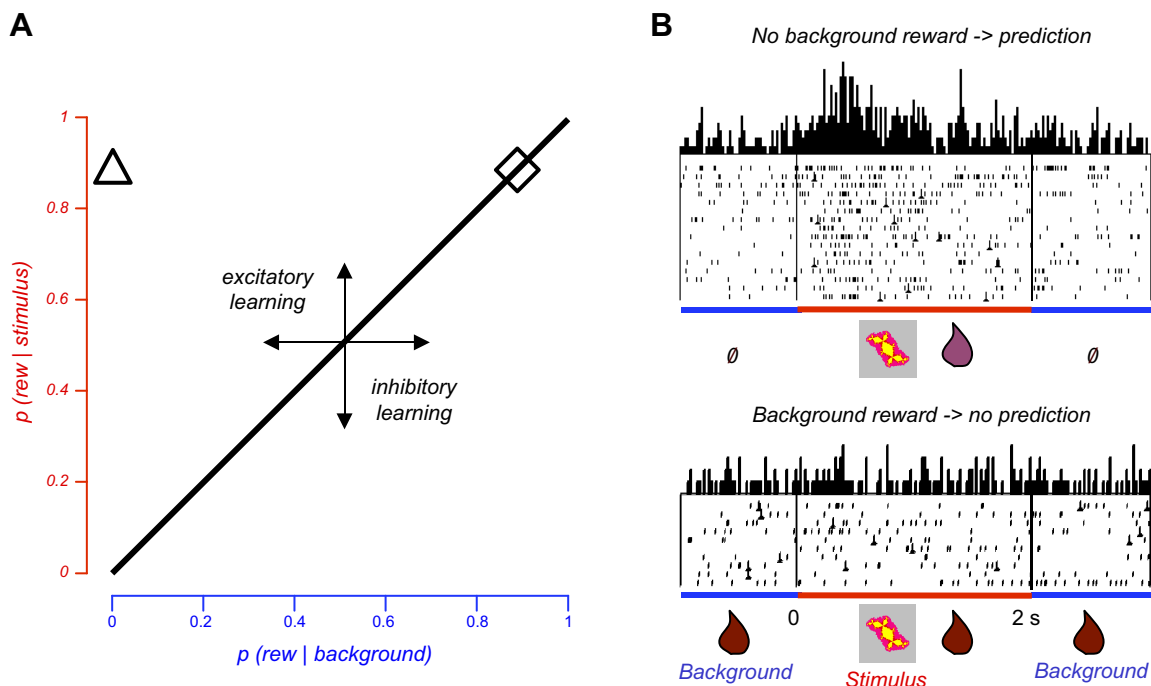 A
1
0.8
0.6
0.4
0.2
0
p (rew | stimulus)
excitatory
learning
inhibitory
learning
0
0.2
0.4
0.6
0.8
1
p (rew | background)
B
No background reward -> prediction
Ø
Ø
Background reward -> no prediction
0
2 s
Background
Stimulus
Background